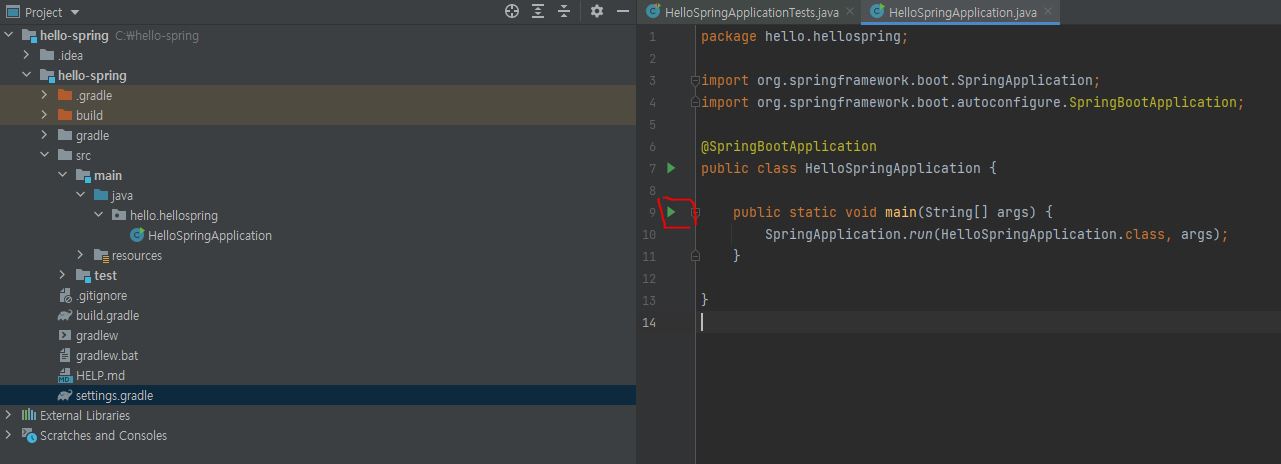 Project
hello-spring C:\hello-spring
.idea
hello-spring
.gradle
build
gradle
src
main
java
hello.hellospring
HelloSpringApplication
resources
test
.gitignore
build.gradle
gradlew
gradlew.bat
HELP.md
settings.gradle
External Libraries
Scratches and Consoles
HelloSpringApplicationTests.java
HelloSpringApplication.java
1 package hello.hellospring;
2
3 import org.springframework.boot.SpringApplication;
4 import org.springframework.boot.autoconfigure.SpringBootApplication;
5
6 @SpringBootApplication
7 public class HelloSpringApplication {
8
9 public static void main(String[] args) {
10 SpringApplication.run(HelloSpringApplication.class, args);
11 }
12
13 }
14